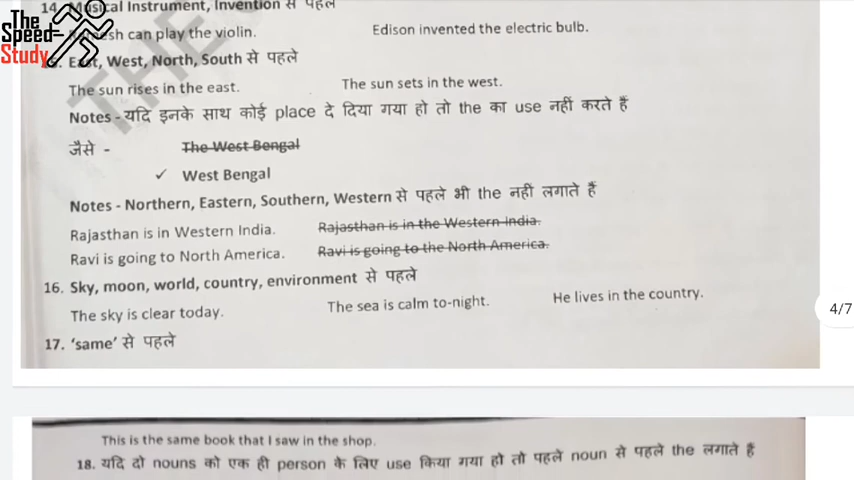 The
Speed
Study
14. Musical Instrument, Invention से पहले
can play the violin. Edison invented the electric bulb.
East, West, North, South से पहले
The sun rises in the east. The sun sets in the west.
Notes - यदि इनके साथ कोई place दे दिया गया हो तो the का use नहीं करते हैं
जैसे - The West Bengal
✓ West Bengal
Notes - Northern, Eastern, Southern, Western से पहले भी the नहीं लगाते हैं
Rajasthan is in Western India. Rajasthan is in the Western India.
Ravi is going to North America. Ravi is going to the North America.
16. Sky, moon, world, country, environment से पहले
The sky is clear today. The sea is calm to-night. He lives in the country.
4/7
17. ‘same’ से पहले
This is the same book that I saw in the shop.
18. यदि दो nouns को एक ही person के लिए use किया गया हो तो पहले noun से पहले the लगाते हैं